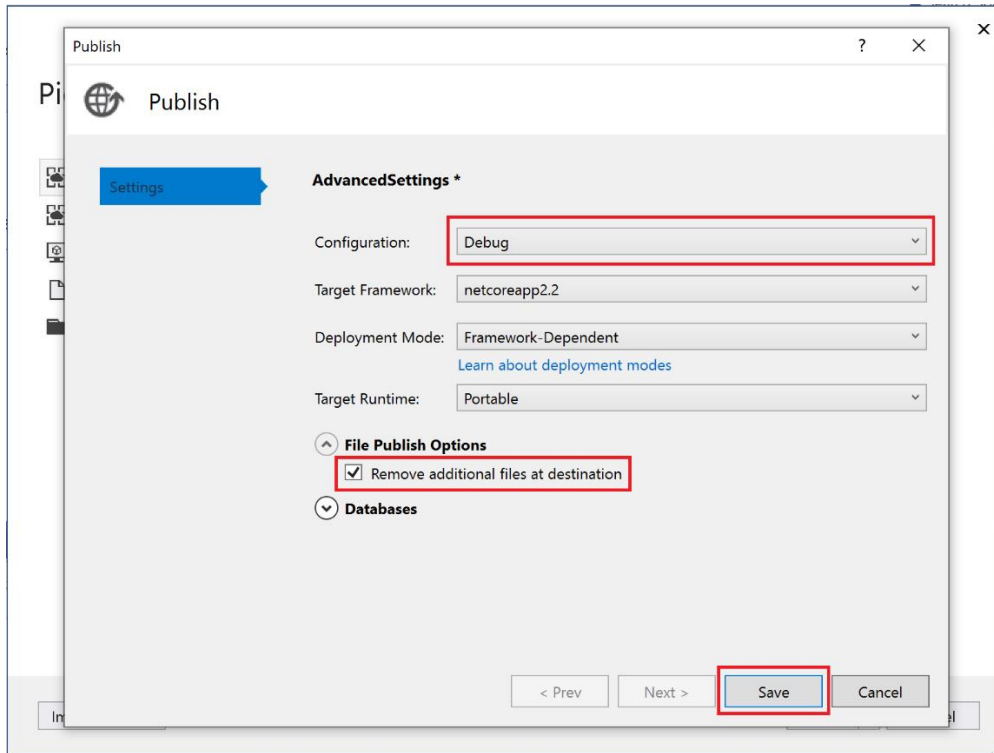 Publish
?
Pi
Publish
Settings
AdvancedSettings *
Configuration: Debug
Target Framework: netcoreapp2.2
Deployment Mode: Framework-Dependent
Learn about deployment modes
Target Runtime: Portable
File Publish Options
Remove additional files at destination
Databases
< Prev Next > Save Cancel